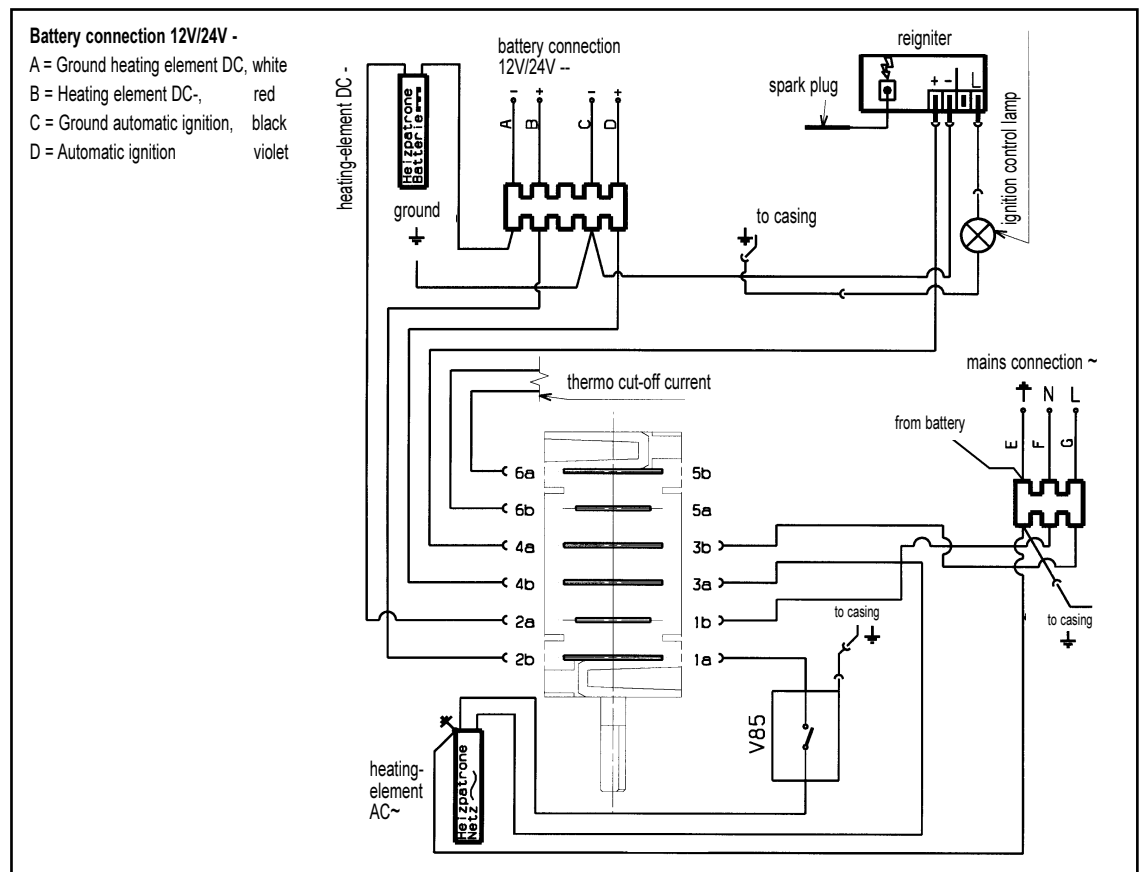 Battery connection 12V/24V -
A = Ground heating element DC, white
B = Heating element DC-, red
C = Ground automatic ignition, black
D = Automatic ignition violet
heating-element DC -
Heizpatrone
Batterie
ground
battery connection
12V/24V --
- + - +
A B C D
reigniter
spark plug
+ - L
ignition control lamp
to casing
thermo cut-off current
mains connection ~
N L
from battery
E F G
6a 5b
6b 5a
4a 3b
4b 3a
2a 1b
2b 1a
to casing
to casing
V85
heating-
element
AC~
Heizpatrone
Netz